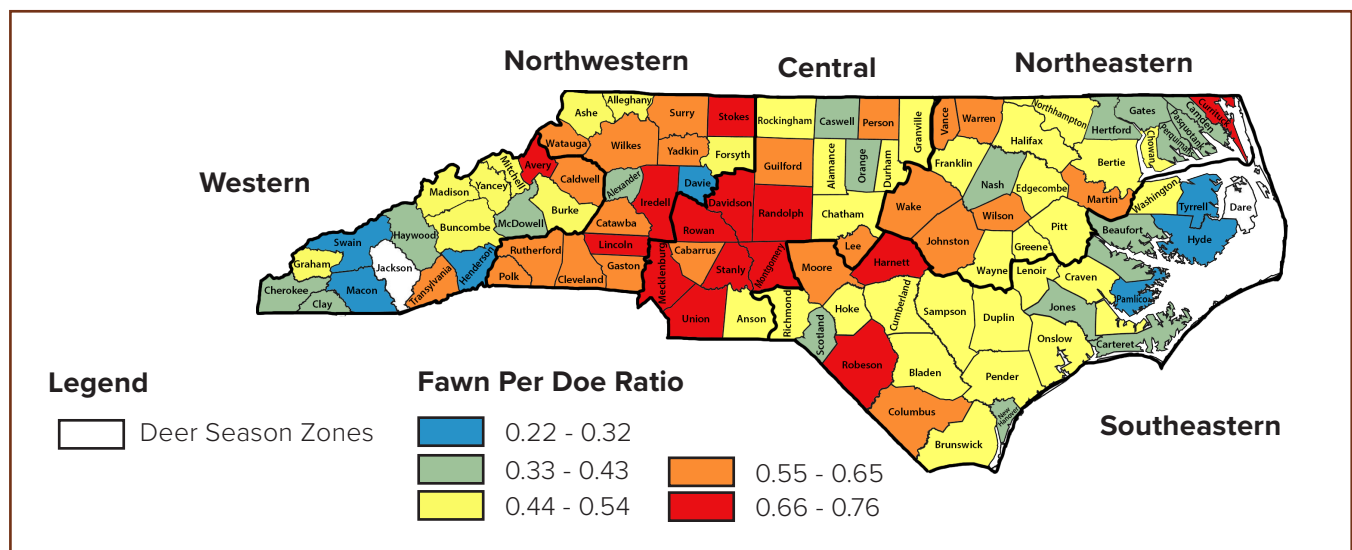 Northwestern
Central
Northeastern
Western
Southeastern
Ashe
Alleghany
Surry
Stokes
Rockingham
Caswell
Person
Granville
Vance
Warren
Northhampton
Gates
Camden
Currituck
Pasquotank
Perquimans
Hertford
Chowan
Watauga
Wilkes
Yadkin
Forsyth
Guilford
Alamance
Orange
Durham
Franklin
Halifax
Bertie
Mitchell
Avery
Caldwell
Alexander
Davie
Davidson
Randolph
Chatham
Wake
Nash
Edgecombe
Martin
Washington
Tyrrell
Dare
Madison
Yancey
Burke
Iredell
Rowan
Wilson
Hyde
Swain
Haywood
Buncombe
McDowell
Catawba
Lincoln
Cabarrus
Stanly
Montgomery
Moore
Lee
Harnett
Johnston
Greene
Pitt
Beaufort
Graham
Jackson
Transylvania
Henderson
Rutherford
Polk
Cleveland
Gaston
Mecklenburg
Union
Anson
Richmond
Hoke
Cumberland
Sampson
Wayne
Lenoir
Craven
Pamlico
Cherokee
Clay
Macon
Scotland
Robeson
Bladen
Duplin
Jones
Onslow
Carteret
Columbus
Pender
New
Hanover
Brunswick
Legend
Deer Season Zones
Fawn Per Doe Ratio
0.22 - 0.32
0.33 - 0.43
0.44 - 0.54
0.55 - 0.65
0.66 - 0.76